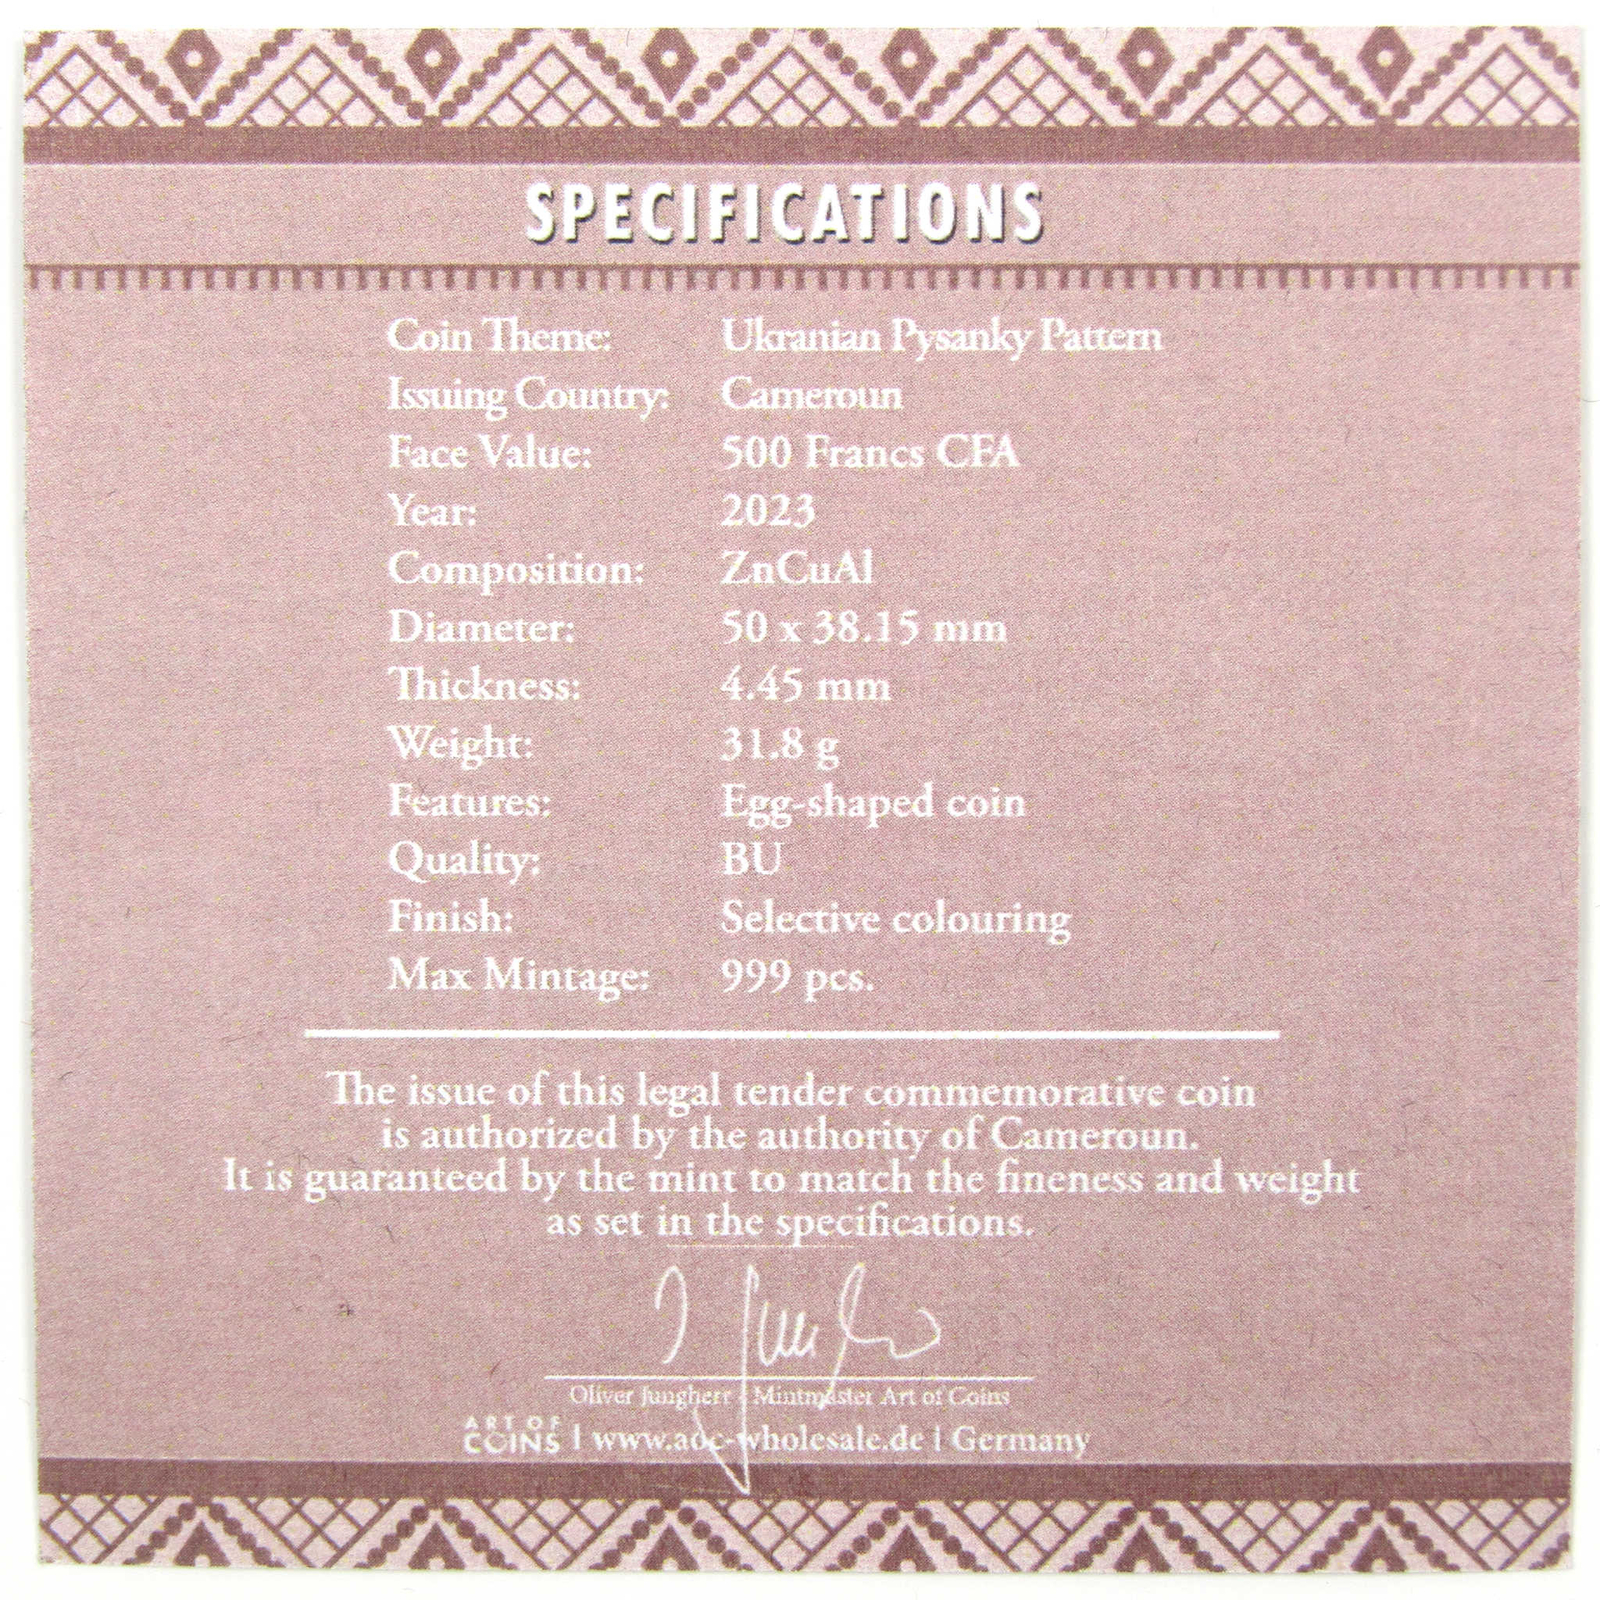 SPECIFICATIONS
Coin Theme: Ukranian Pysanky Pattern
Issuing Country: Cameroun
Face Value: 500 Francs CFA
Year: 2023
Composition: ZnCuAl
Diameter: 50 x 38.15 mm
Thickness: 4.45 mm
Weight: 31.8 g
Features: Egg-shaped coin
Quality: BU
Finish: Selective colouring
Max Mintage: 999 pcs.
The issue of this legal tender commemorative coin
is authorized by the authority of Cameroun.
It is guaranteed by the mint to match the fineness and weight
as set in the specifications.
Oliver Jungherr - Mintmaster Art of Coins
ART OF
COINS | www.aoc-wholesale.de | Germany